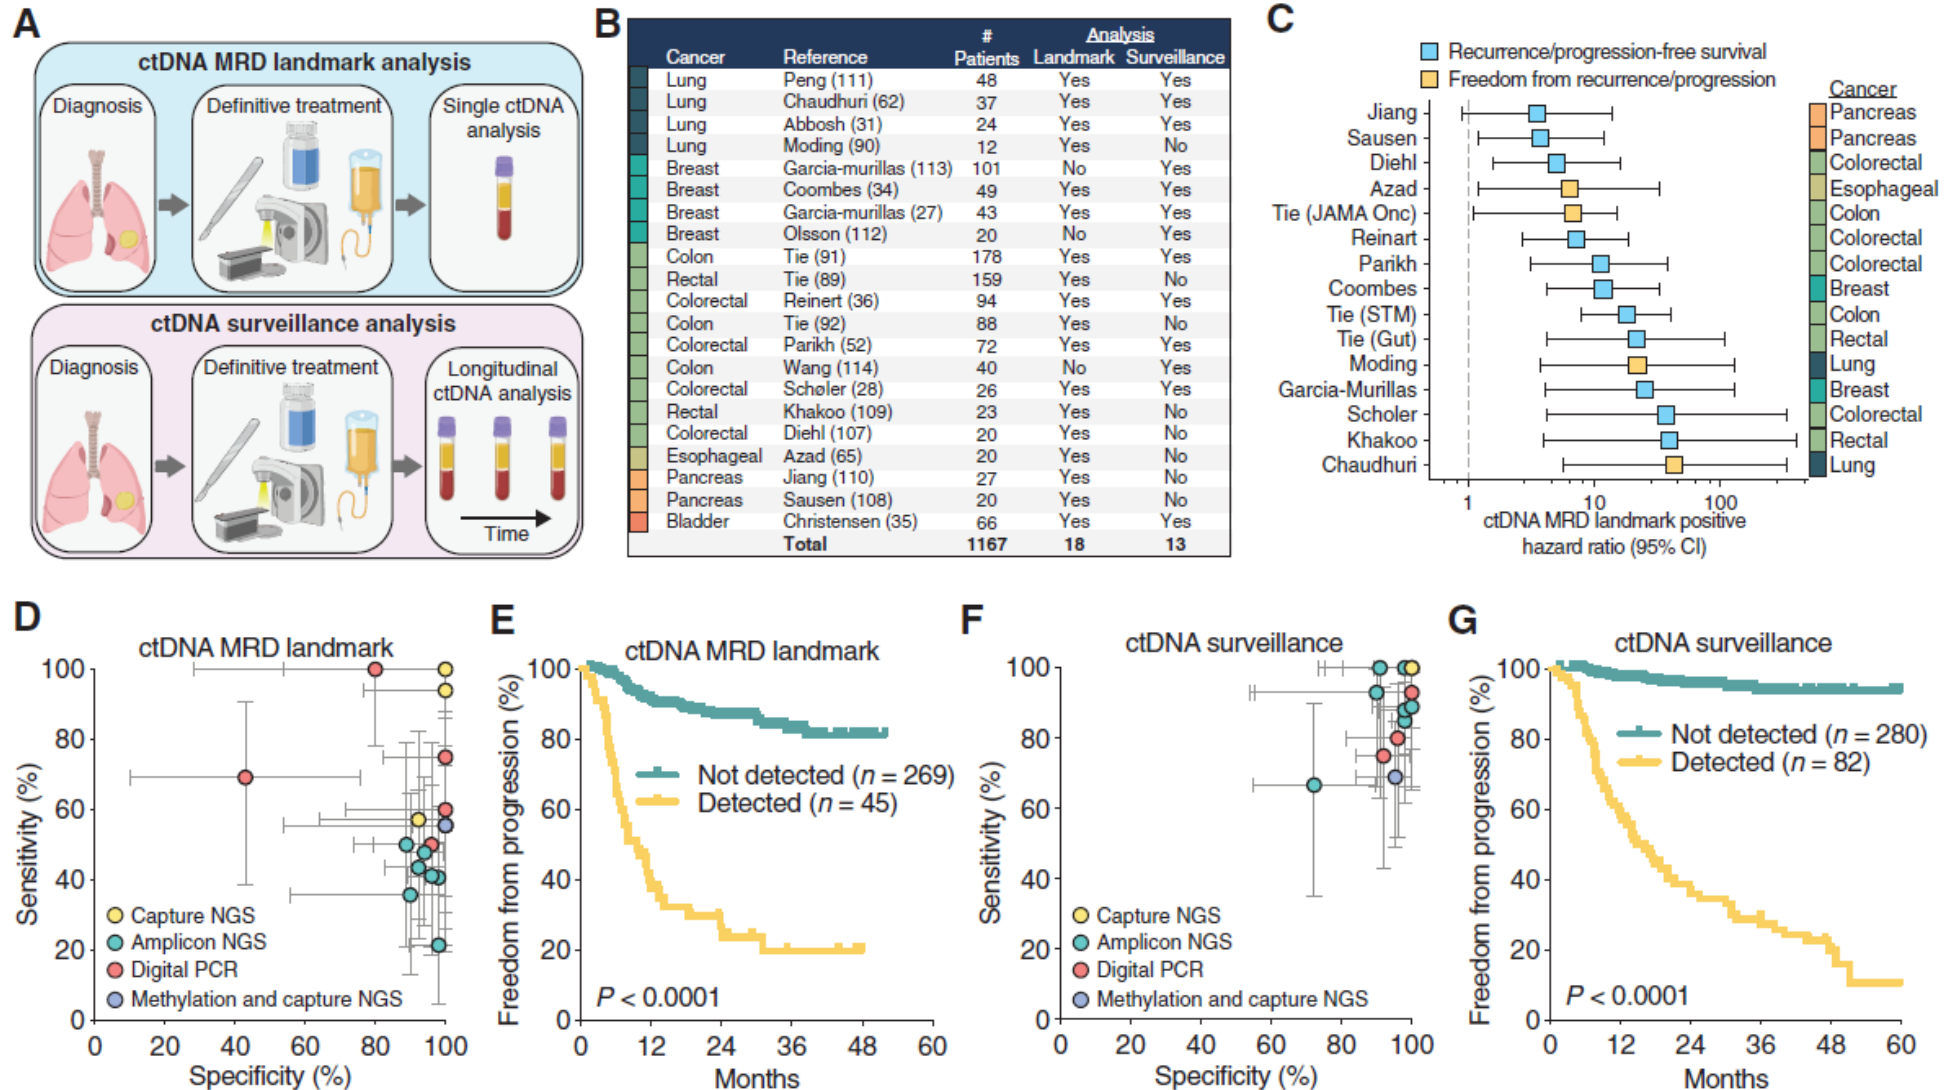 A
ctDNA MRD landmark analysis
Diagnosis
Definitive treatment
Single ctDNA
analysis
ctDNA surveillance analysis
Diagnosis
Definitive treatment
Longitudinal
ctDNA analysis
Time
B
# Analysis
Cancer Reference Patients Landmark Surveillance
Lung Peng (111) 48 Yes Yes
Lung Chaudhuri (62) 37 Yes Yes
Lung Abbosh (31) 24 Yes Yes
Lung Moding (90) 12 Yes No
Breast Garcia-murillas (113) 101 No Yes
Breast Coombes (34) 49 Yes Yes
Breast Garcia-murillas (27) 43 Yes Yes
Breast Olsson (112) 20 No Yes
Colon Tie (91) 178 Yes Yes
Rectal Tie (89) 159 Yes No
Colorectal Reinert (36) 94 Yes Yes
Colon Tie (92) 88 Yes No
Colorectal Parikh (52) 72 Yes Yes
Colon Wang (114) 40 No Yes
Colorectal Schøler (28) 26 Yes Yes
Rectal Khakoo (109) 23 Yes No
Colorectal Diehl (107) 20 Yes No
Esophageal Azad (65) 20 Yes No
Pancreas Jiang (110) 27 Yes No
Pancreas Sausen (108) 20 Yes No
Bladder Christensen (35) 66 Yes Yes
Total 1167 18 13
C
Recurrence/progression-free survival
Freedom from recurrence/progression
Cancer
Jiang Pancreas
Sausen Pancreas
Diehl Colorectal
Azad Esophageal
Tie (JAMA Onc) Colon
Reinart Colorectal
Parikh Colorectal
Coombes Breast
Tie (STM) Colon
Tie (Gut) Rectal
Moding Lung
Garcia-Murillas Breast
Scholer Colorectal
Khakoo Rectal
Chaudhuri Lung
1 10 100
ctDNA MRD landmark positive
hazard ratio (95% CI)
D
ctDNA MRD landmark
Sensitivity (%)
100
80
60
40
20
0
Capture NGS
Amplicon NGS
Digital PCR
Methylation and capture NGS
0 20 40 60 80 100
Specificity (%)
E
ctDNA MRD landmark
Freedom from progression (%)
100
80
60
40
20
0
Not detected (n = 269)
Detected (n = 45)
P < 0.0001
0 12 24 36 48 60
Months
F
ctDNA surveillance
Sensitivity (%)
100
80
60
40
20
0
Capture NGS
Amplicon NGS
Digital PCR
Methylation and capture NGS
0 20 40 60 80 100
Specificity (%)
G
ctDNA surveillance
Freedom from progression (%)
100
80
60
40
20
0
Not detected (n = 280)
Detected (n = 82)
P < 0.0001
0 12 24 36 48 60
Months